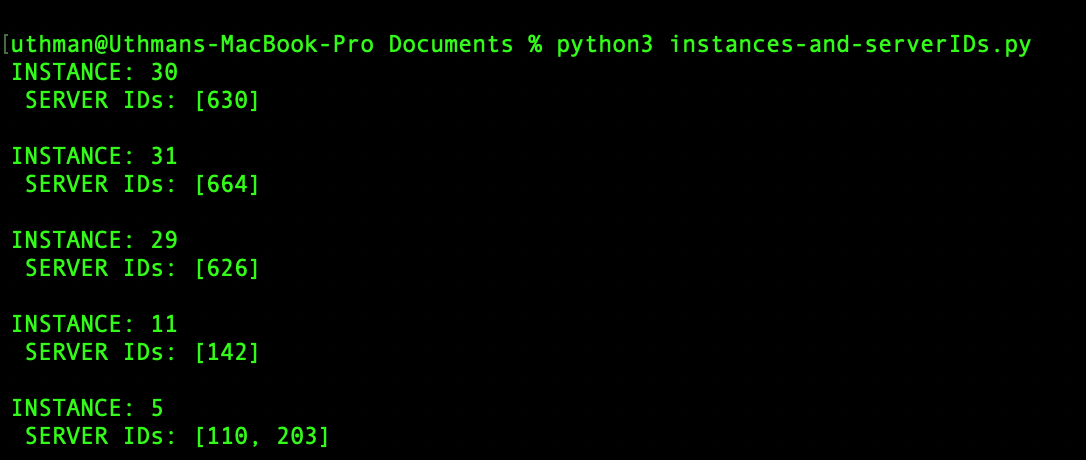 [uthman@Uthmans-MacBook-Pro Documents % python3 instances-and-serverIDs.py
INSTANCE: 30
SERVER IDs: [630]
INSTANCE: 31
SERVER IDs: [664]
INSTANCE: 29
SERVER IDs: [626]
INSTANCE: 11
SERVER IDs: [142]
INSTANCE: 5
SERVER IDs: [110, 203]